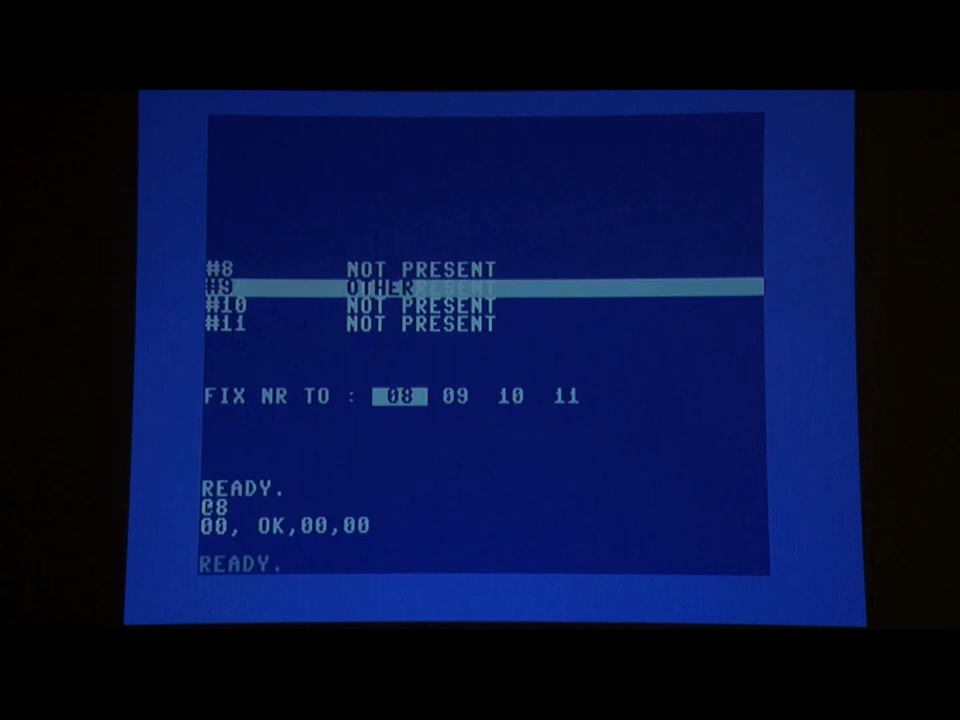 #8 NOT PRESENT
#9 OTHER
#10 NOT PRESENT
#11 NOT PRESENT
FIX NR TO : 08 09 10 11
READY.
@8
00, OK,00,00
READY.